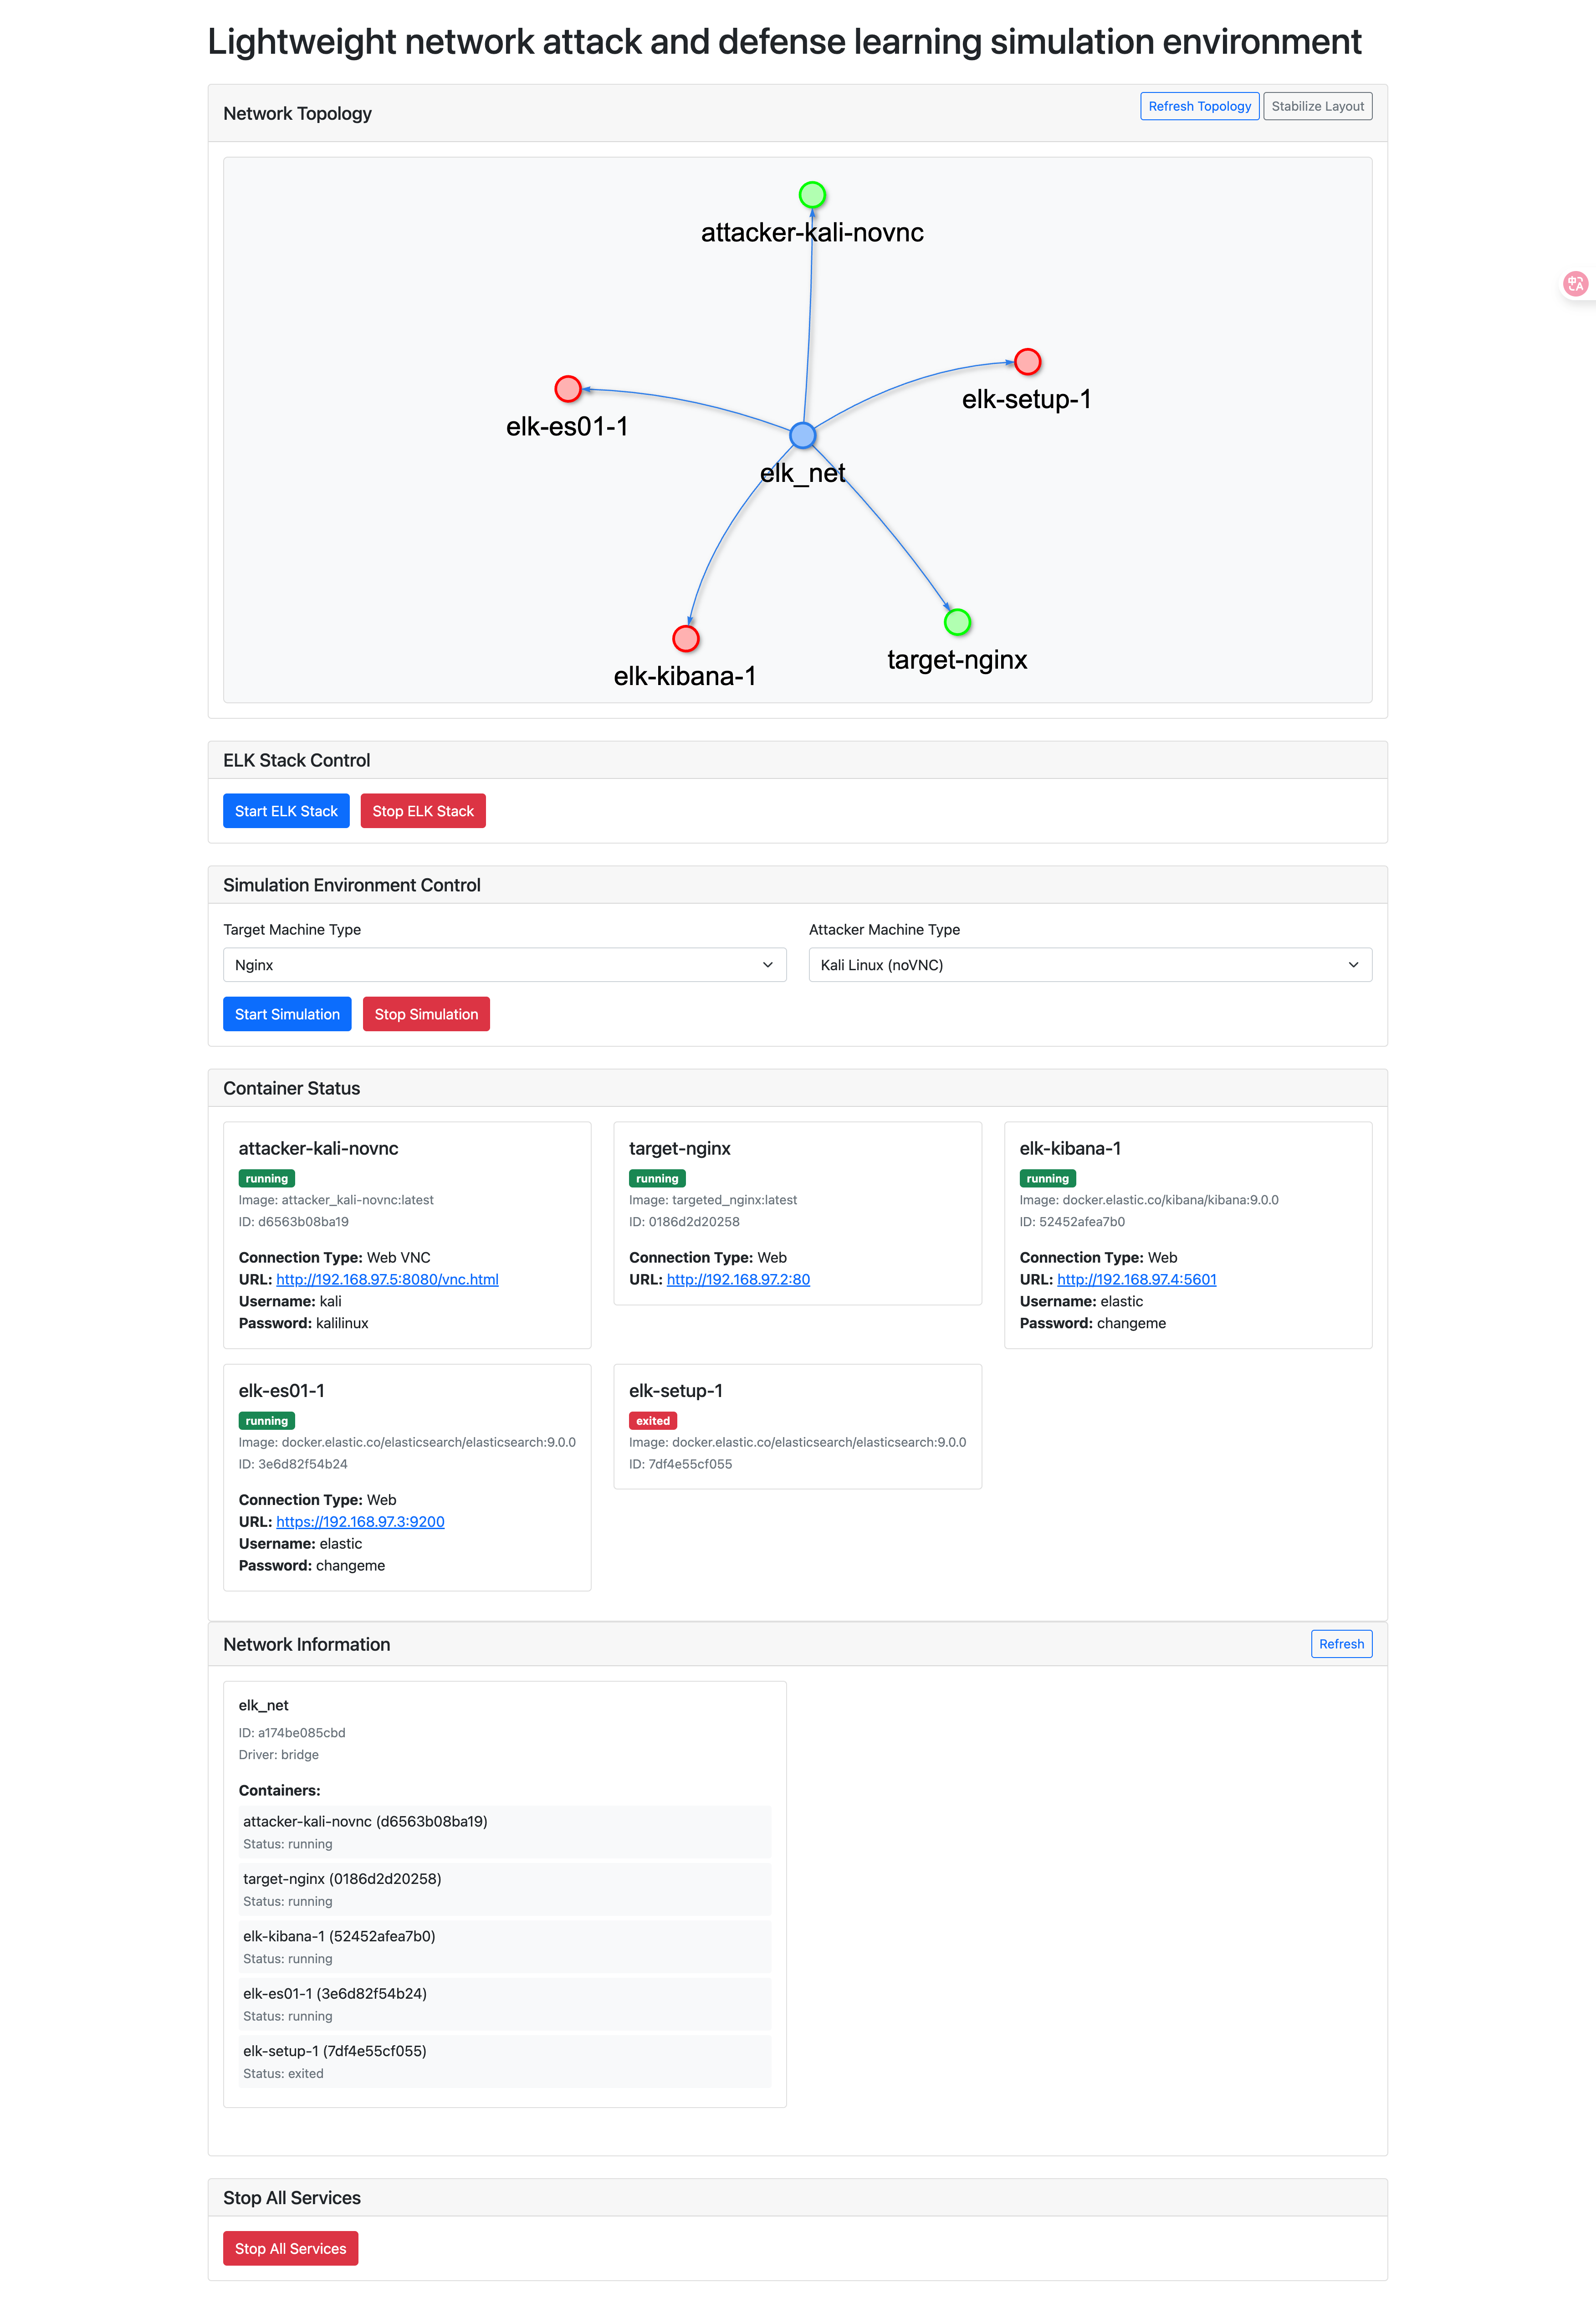 Lightweight network attack and defense learning simulation environment
Network Topology
Refresh Topology
Stabilize Layout
attacker-kali-novnc
elk-setup-1
elk-es01-1
elk_net
target-nginx
elk-kibana-1
中
A
ELK Stack Control
Start ELK Stack
Stop ELK Stack
Simulation Environment Control
Target Machine Type
Attacker Machine Type
Nginx
Kali Linux (noVNC)
Start Simulation
Stop Simulation
Container Status
attacker-kali-novnc
running
Image: attacker_kali-novnc:latest
ID: d6563b08ba19
Connection Type: Web VNC
URL: http://192.168.97.5:8080/vnc.html
Username: kali
Password: kalilinux
target-nginx
running
Image: targeted_nginx:latest
ID: 0186d2d20258
Connection Type: Web
URL: http://192.168.97.2:80
elk-kibana-1
running
Image: docker.elastic.co/kibana/kibana:9.0.0
ID: 52452afea7b0
Connection Type: Web
URL: http://192.168.97.4:5601
Username: elastic
Password: changeme
elk-es01-1
running
Image: docker.elastic.co/elasticsearch/elasticsearch:9.0.0
ID: 3e6d82f54b24
Connection Type: Web
URL: https://192.168.97.3:9200
Username: elastic
Password: changeme
elk-setup-1
exited
Image: docker.elastic.co/elasticsearch/elasticsearch:9.0.0
ID: 7df4e55cf055
Network Information
Refresh
elk_net
ID: a174be085cbd
Driver: bridge
Containers:
attacker-kali-novnc (d6563b08ba19)
Status: running
target-nginx (0186d2d20258)
Status: running
elk-kibana-1 (52452afea7b0)
Status: running
elk-es01-1 (3e6d82f54b24)
Status: running
elk-setup-1 (7df4e55cf055)
Status: exited
Stop All Services
Stop All Services